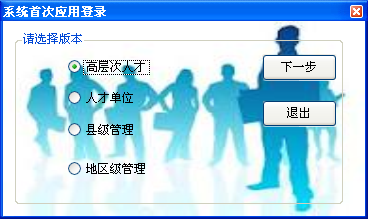 系统首次应用登录
请选择版本
高层次人才
下一步
人才单位
退出
县级管理
地区级管理